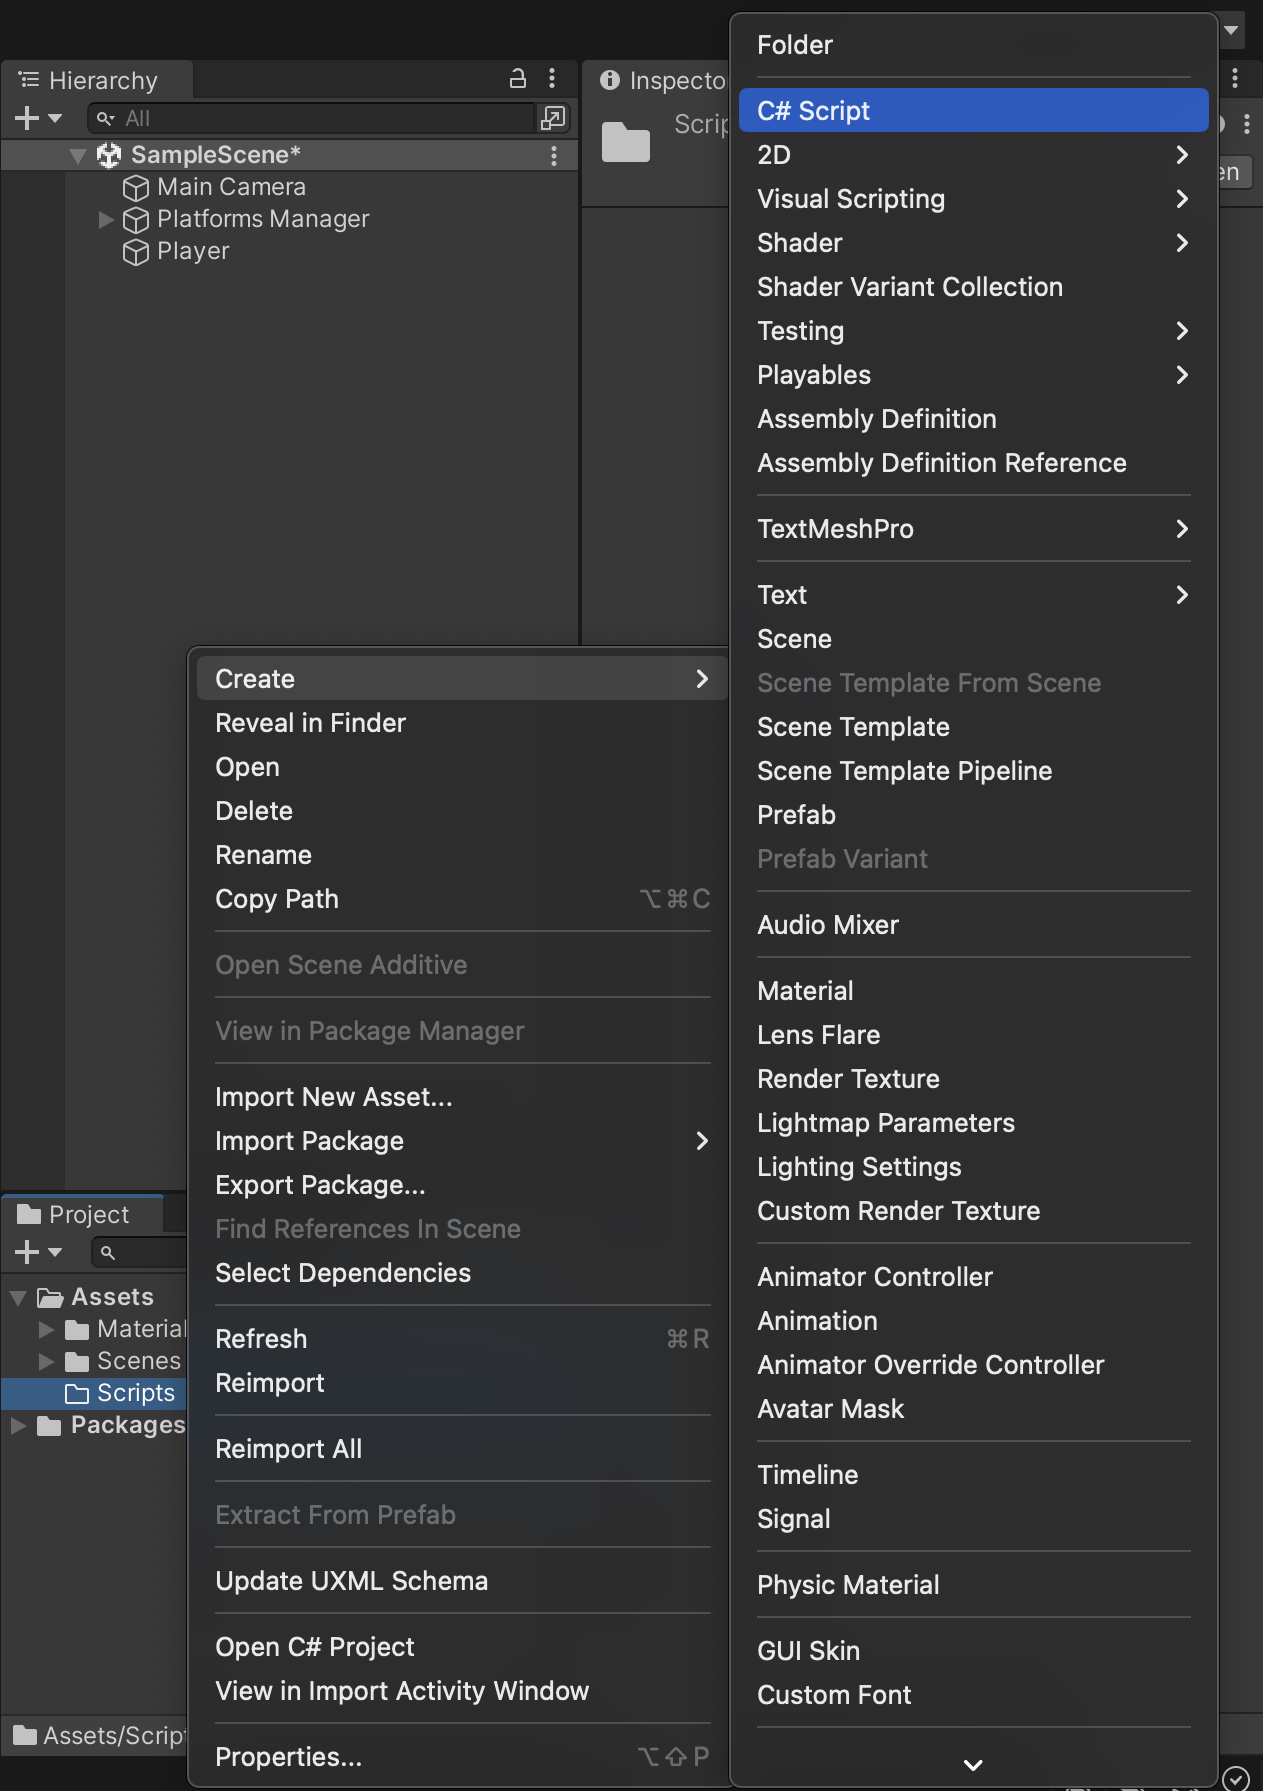 Hierarchy
All
SampleScene*
Main Camera
Platforms Manager
Player
Project
Assets
Scenes
Scripts
Packages
Create
Reveal in Finder
Open
Delete
Rename
Copy Path ⌥⌘C
Open Scene Additive
View in Package Manager
Import New Asset...
Import Package
Export Package...
Find References In Scene
Select Dependencies
Refresh ⌘R
Reimport
Reimport All
Extract From Prefab
Update UXML Schema
Open C# Project
View in Import Activity Window
Properties... ⌥⇧P
Folder
C# Script
2D
Visual Scripting
Shader
Shader Variant Collection
Testing
Playables
Assembly Definition
Assembly Definition Reference
TextMeshPro
Text
Scene
Scene Template From Scene
Scene Template
Scene Template Pipeline
Prefab
Prefab Variant
Audio Mixer
Material
Lens Flare
Render Texture
Lightmap Parameters
Lighting Settings
Custom Render Texture
Animator Controller
Animation
Animator Override Controller
Avatar Mask
Timeline
Signal
Physic Material
GUI Skin
Custom Font